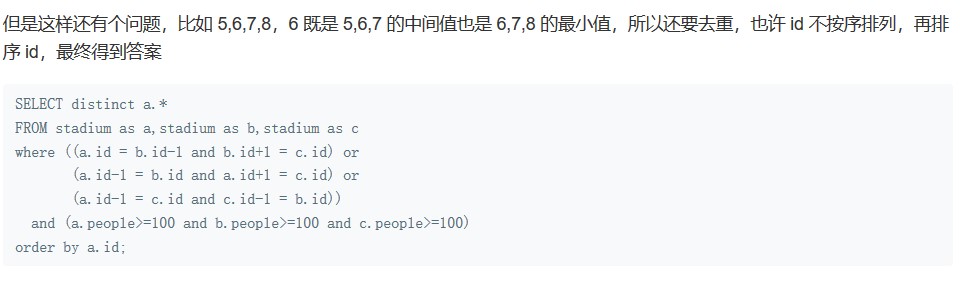 但是这样还有个问题，比如 5,6,7,8，6 既是 5,6,7 的中间值也是 6,7,8 的最小值，所以还要去重，也许 id 不按序排列，再排
序 id，最终得到答案
SELECT distinct a.*
FROM stadium as a,stadium as b,stadium as c
where ((a.id = b.id-1 and b.id+1 = c.id) or
       (a.id-1 = b.id and a.id+1 = c.id) or
       (a.id-1 = c.id and c.id-1 = b.id))
  and (a.people>=100 and b.people>=100 and c.people>=100)
order by a.id;